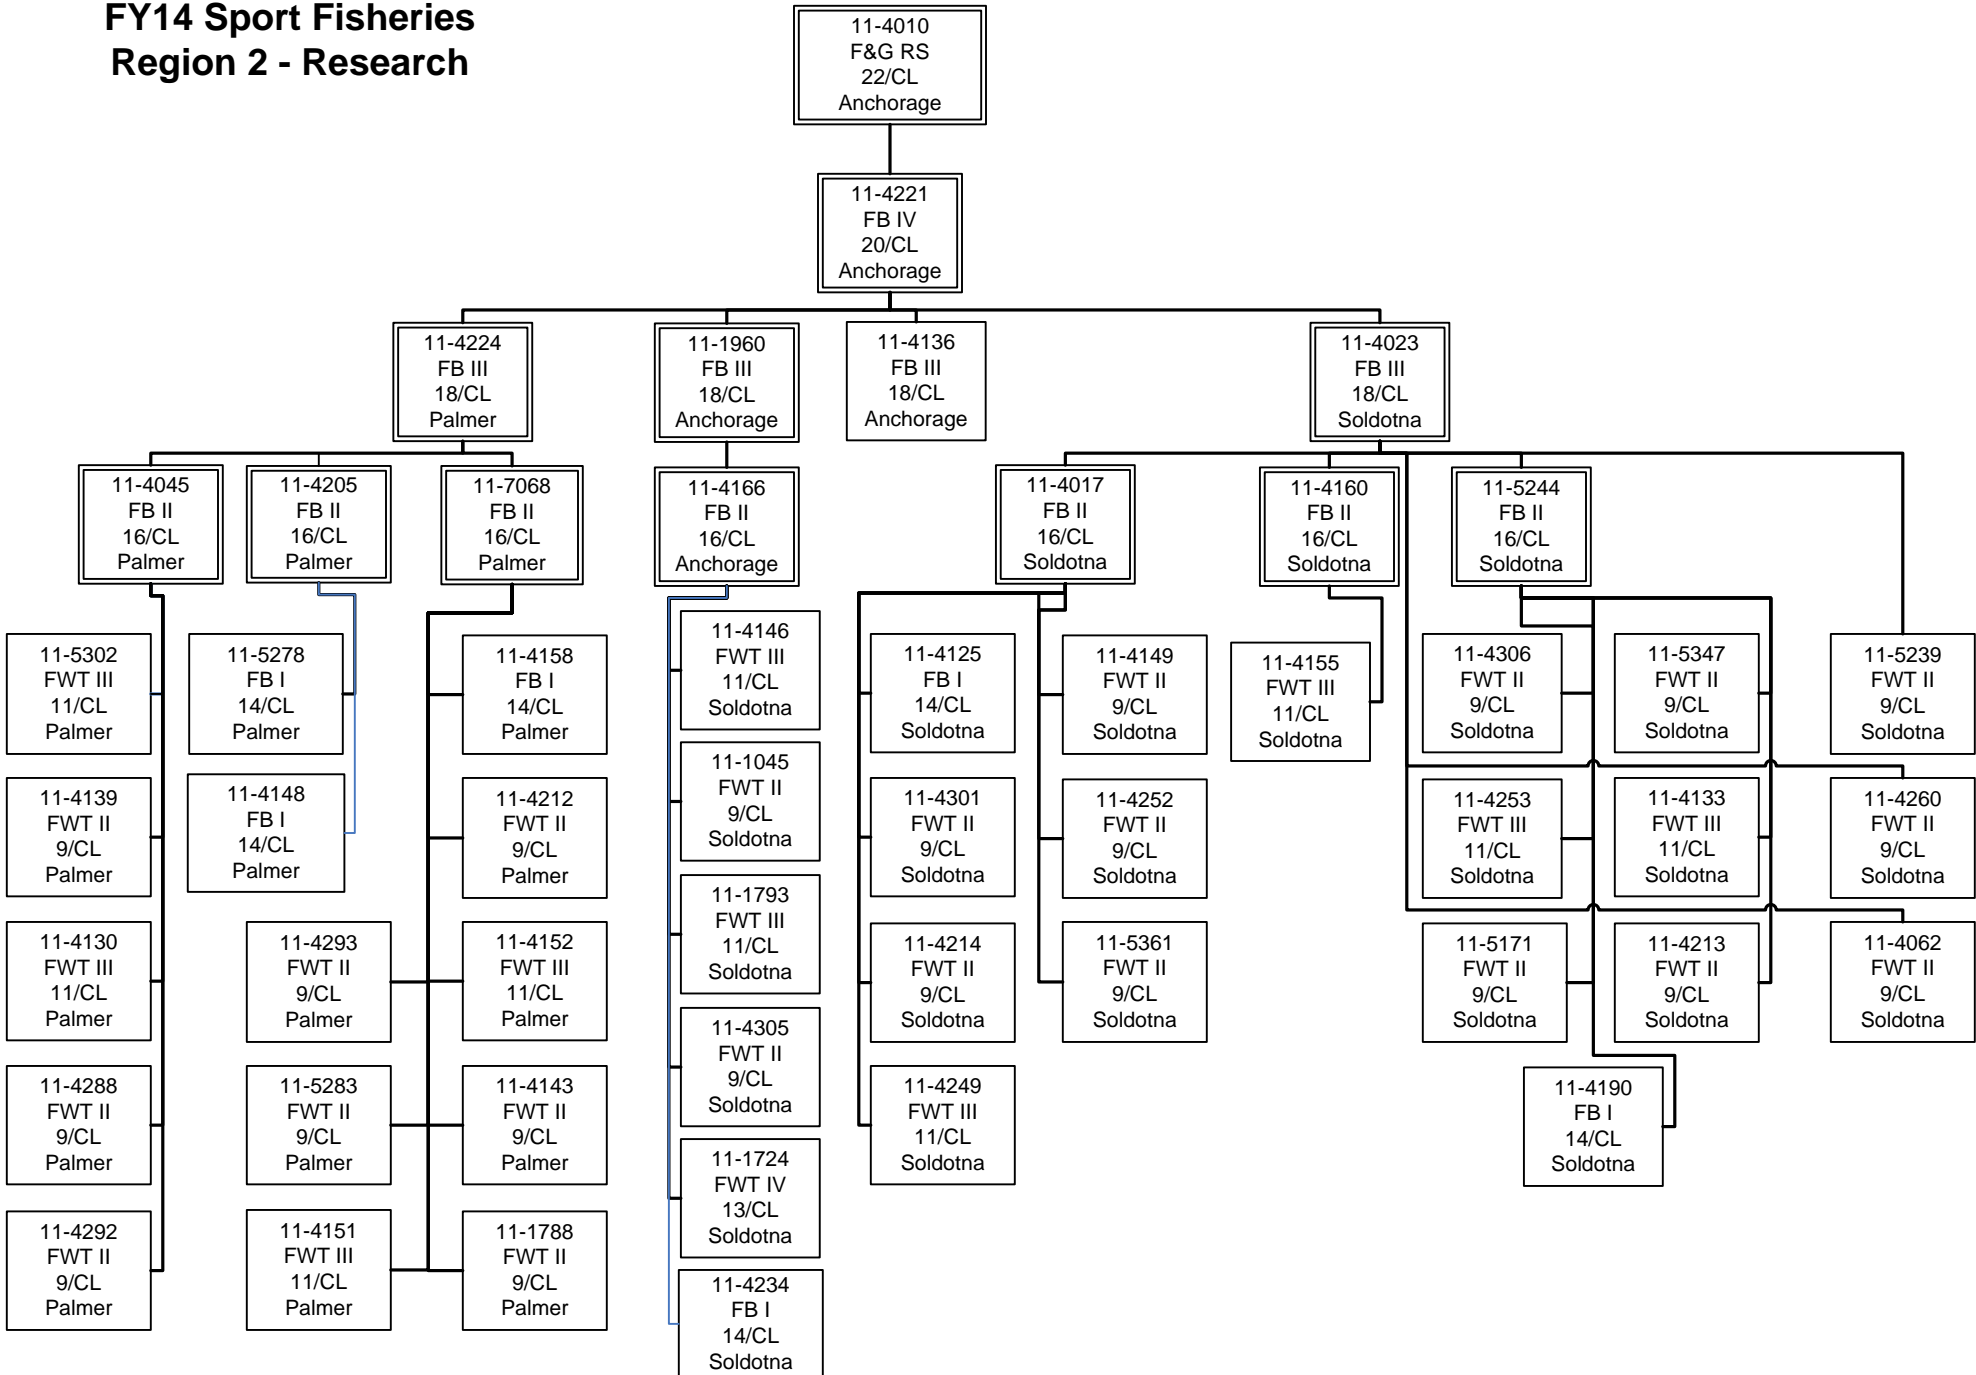 FY14 Sport Fisheries
Region 2 - Research
11-4010
F&G RS
22/CL
Anchorage
11-4221
FB IV
20/CL
Anchorage
11-4224
FB III
18/CL
Palmer
11-1960
FB III
18/CL
Anchorage
11-4136
FB III
18/CL
Anchorage
11-4023
FB III
18/CL
Soldotna
11-4045
FB II
16/CL
Palmer
11-4205
FB II
16/CL
Palmer
11-7068
FB II
16/CL
Palmer
11-4166
FB II
16/CL
Anchorage
11-4017
FB II
16/CL
Soldotna
11-4160
FB II
16/CL
Soldotna
11-5244
FB II
16/CL
Soldotna
11-5302
FWT III
11/CL
Palmer
11-4139
FWT II
9/CL
Palmer
11-4130
FWT III
11/CL
Palmer
11-4288
FWT II
9/CL
Palmer
11-4292
FWT II
9/CL
Palmer
11-5278
FB I
14/CL
Palmer
11-4148
FB I
14/CL
Palmer
11-4293
FWT II
9/CL
Palmer
11-5283
FWT II
9/CL
Palmer
11-4151
FWT III
11/CL
Palmer
11-4158
FB I
14/CL
Palmer
11-4212
FWT II
9/CL
Palmer
11-4152
FWT III
11/CL
Palmer
11-4143
FWT II
9/CL
Palmer
11-1788
FWT II
9/CL
Palmer
11-4146
FWT III
11/CL
Soldotna
11-1045
FWT II
9/CL
Soldotna
11-1793
FWT III
11/CL
Soldotna
11-4305
FWT II
9/CL
Soldotna
11-1724
FWT IV
13/CL
Soldotna
11-4234
FB I
14/CL
Soldotna
11-4125
FB I
14/CL
Soldotna
11-4301
FWT II
9/CL
Soldotna
11-4214
FWT II
9/CL
Soldotna
11-4249
FWT III
11/CL
Soldotna
11-4149
FWT II
9/CL
Soldotna
11-4252
FWT II
9/CL
Soldotna
11-5361
FWT II
9/CL
Soldotna
11-4155
FWT III
11/CL
Soldotna
11-4306
FWT II
9/CL
Soldotna
11-4253
FWT III
11/CL
Soldotna
11-5171
FWT II
9/CL
Soldotna
11-5347
FWT II
9/CL
Soldotna
11-4133
FWT III
11/CL
Soldotna
11-4213
FWT II
9/CL
Soldotna
11-4190
FB I
14/CL
Soldotna
11-5239
FWT II
9/CL
Soldotna
11-4260
FWT II
9/CL
Soldotna
11-4062
FWT II
9/CL
Soldotna